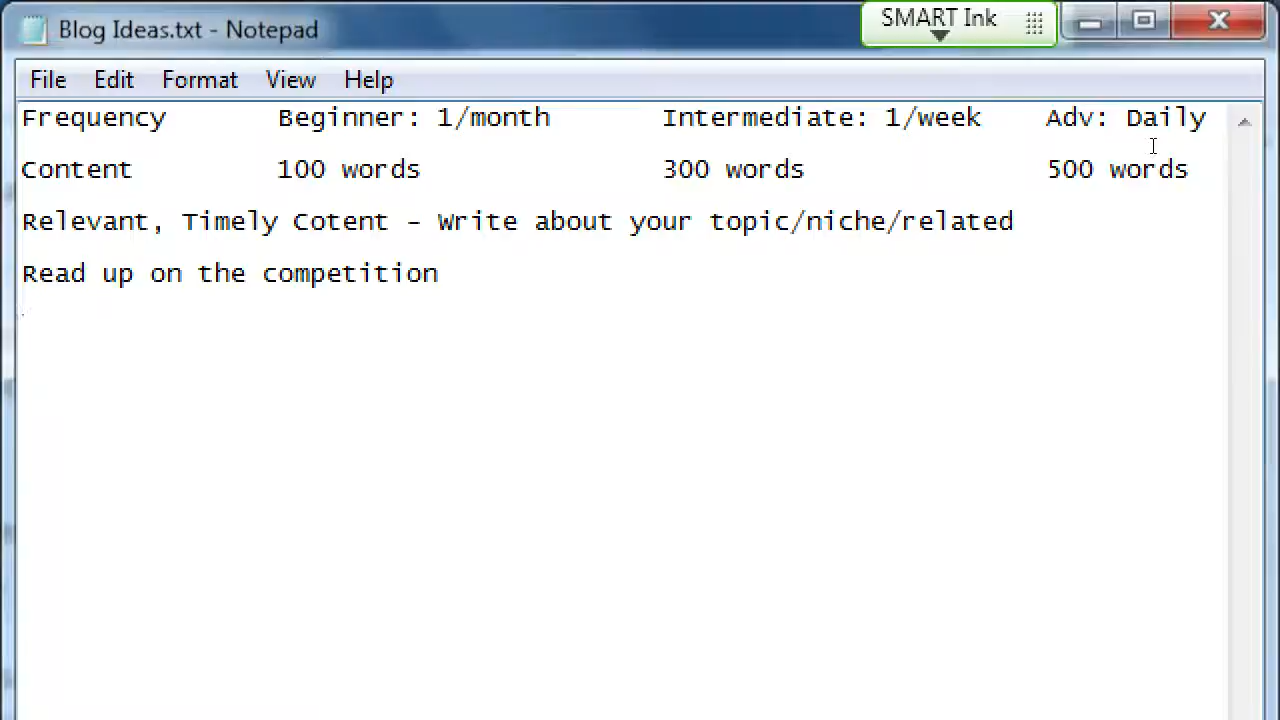 Blog Ideas.txt - Notepad
SMART Ink
File Edit Format View Help
Frequency Beginner: 1/month Intermediate: 1/week Adv: Daily
Content 100 words 300 words 500 words
Relevant, Timely Cotent - Write about your topic/niche/related
Read up on the competition